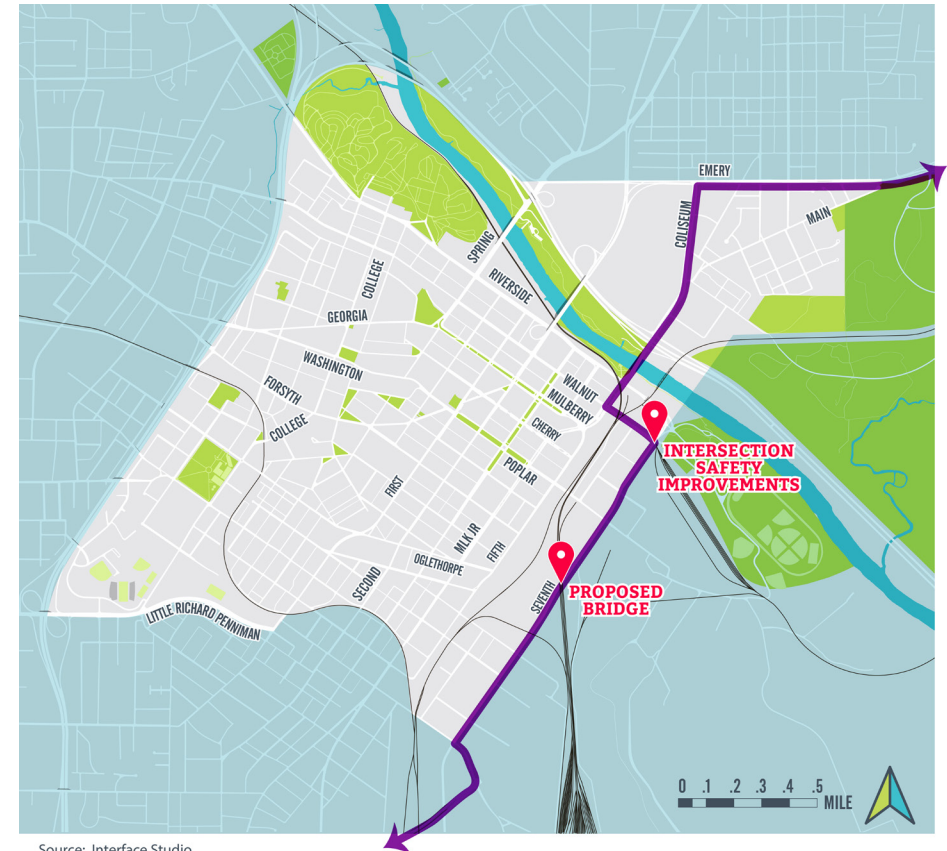 EMERY
MAIN
COLISEUM
SPRING
RIVERSIDE
COLLEGE
GEORGIA
WASHINGTON
FORSYTH
COLLEGE
WALNUT
MULBERRY
CHERRY
POPLAR
INTERSECTION
SAFETY
IMPROVEMENTS
FIRST
MLK JR
FIFTH
OGLETHORPE
SECOND
SEVENTH
PROPOSED
BRIDGE
LITTLE RICHARD PENNIMAN
0 .1 .2 .3 .4 .5
MILE
Source: Interface Studio